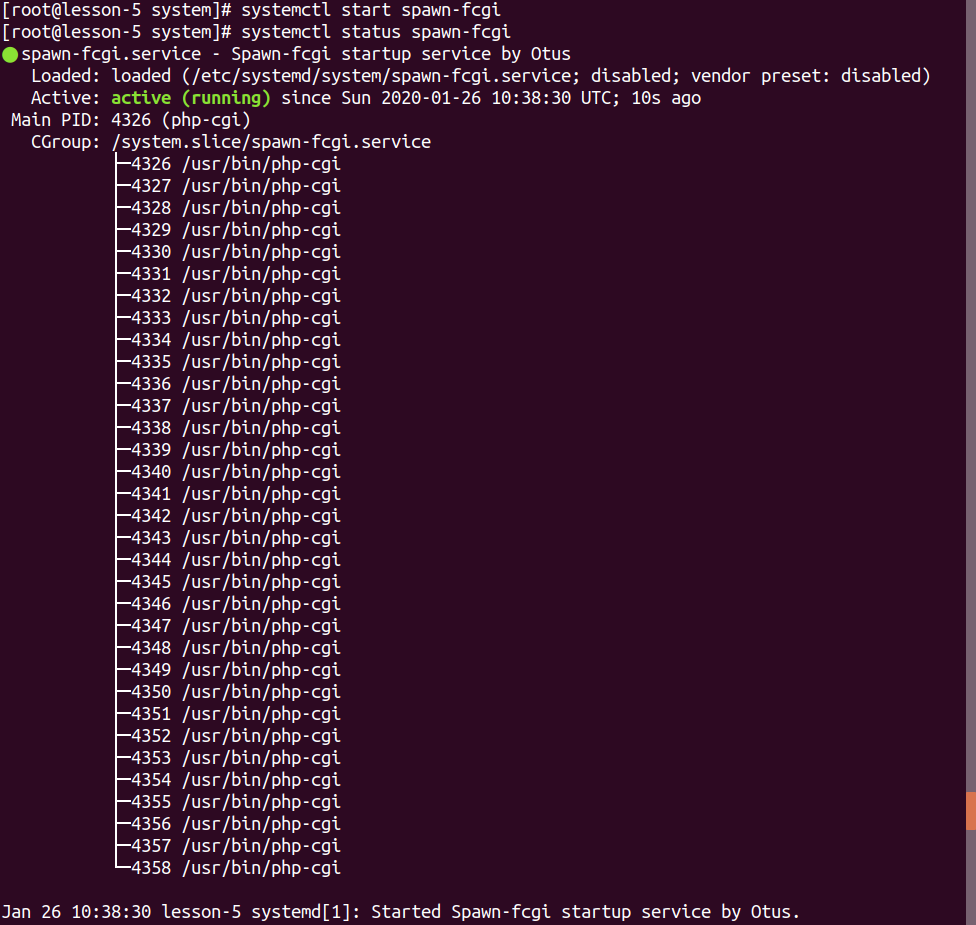 [root@lesson-5 system]# systemctl start spawn-fcgi
[root@lesson-5 system]# systemctl status spawn-fcgi
● spawn-fcgi.service - Spawn-fcgi startup service by Otus
   Loaded: loaded (/etc/systemd/system/spawn-fcgi.service; disabled; vendor preset: disabled)
   Active: active (running) since Sun 2020-01-26 10:38:30 UTC; 10s ago
 Main PID: 4326 (php-cgi)
   CGroup: /system.slice/spawn-fcgi.service
           ├─4326 /usr/bin/php-cgi
           ├─4327 /usr/bin/php-cgi
           ├─4328 /usr/bin/php-cgi
           ├─4329 /usr/bin/php-cgi
           ├─4330 /usr/bin/php-cgi
           ├─4331 /usr/bin/php-cgi
           ├─4332 /usr/bin/php-cgi
           ├─4333 /usr/bin/php-cgi
           ├─4334 /usr/bin/php-cgi
           ├─4335 /usr/bin/php-cgi
           ├─4336 /usr/bin/php-cgi
           ├─4337 /usr/bin/php-cgi
           ├─4338 /usr/bin/php-cgi
           ├─4339 /usr/bin/php-cgi
           ├─4340 /usr/bin/php-cgi
           ├─4341 /usr/bin/php-cgi
           ├─4342 /usr/bin/php-cgi
           ├─4343 /usr/bin/php-cgi
           ├─4344 /usr/bin/php-cgi
           ├─4345 /usr/bin/php-cgi
           ├─4346 /usr/bin/php-cgi
           ├─4347 /usr/bin/php-cgi
           ├─4348 /usr/bin/php-cgi
           ├─4349 /usr/bin/php-cgi
           ├─4350 /usr/bin/php-cgi
           ├─4351 /usr/bin/php-cgi
           ├─4352 /usr/bin/php-cgi
           ├─4353 /usr/bin/php-cgi
           ├─4354 /usr/bin/php-cgi
           ├─4355 /usr/bin/php-cgi
           ├─4356 /usr/bin/php-cgi
           ├─4357 /usr/bin/php-cgi
           └─4358 /usr/bin/php-cgi
Jan 26 10:38:30 lesson-5 systemd[1]: Started Spawn-fcgi startup service by Otus.